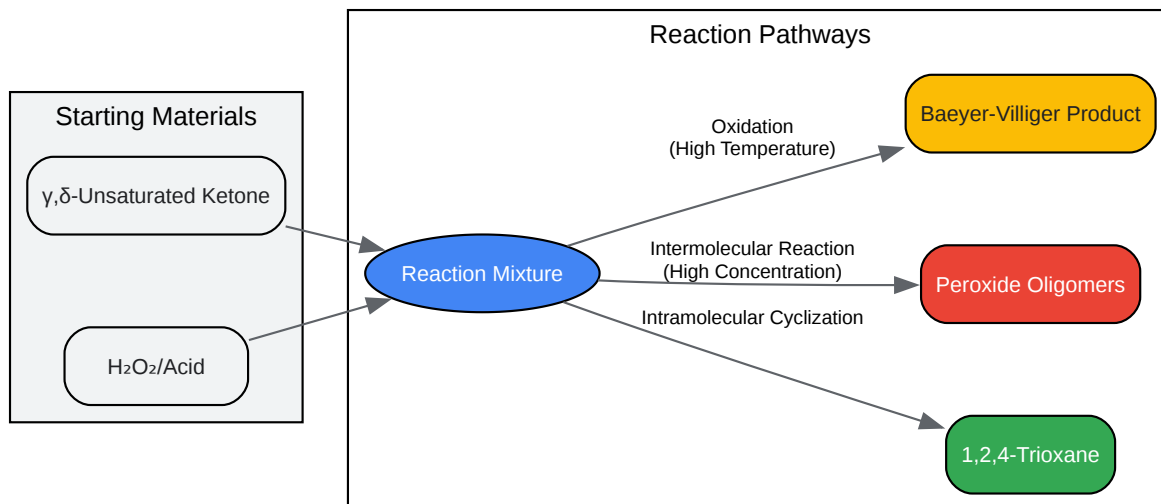 Reaction Pathways
Starting Materials
γ,δ-Unsaturated Ketone
H₂O₂/Acid
Reaction Mixture
Oxidation
(High Temperature)
Baeyer-Villiger Product
Intermolecular Reaction
(High Concentration)
Peroxide Oligomers
Intramolecular Cyclization
1,2,4-Trioxane